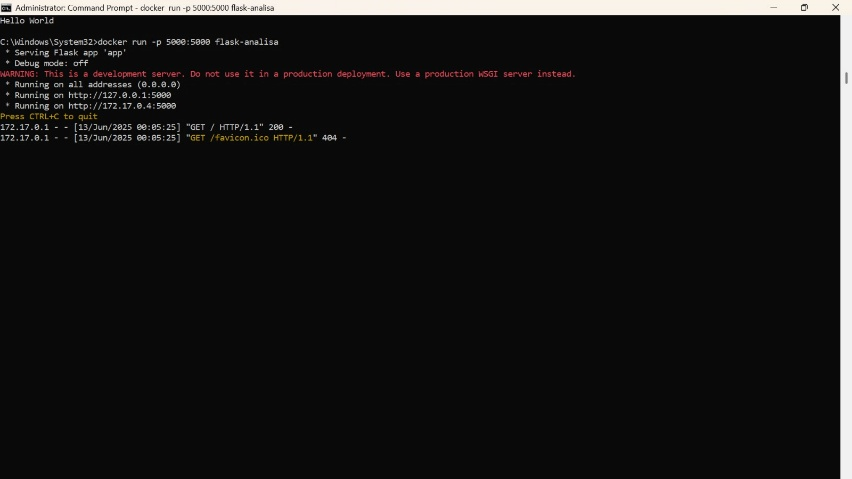 Administrator: Command Prompt - docker run -p 5000:5000 flask-analisa
Hello World
C:\Windows\System32>docker run -p 5000:5000 flask-analisa
* Serving Flask app 'app'
* Debug mode: off
WARNING: This is a development server. Do not use it in a production deployment. Use a production WSGI server instead.
* Running on all addresses (0.0.0.0)
* Running on http://127.0.0.1:5000
* Running on http://172.17.0.4:5000
Press CTRL+C to quit
172.17.0.1 - - [13/Jun/2025 00:05:25] "GET / HTTP/1.1" 200 -
172.17.0.1 - - [13/Jun/2025 00:05:25] "GET /favicon.ico HTTP/1.1" 404 -